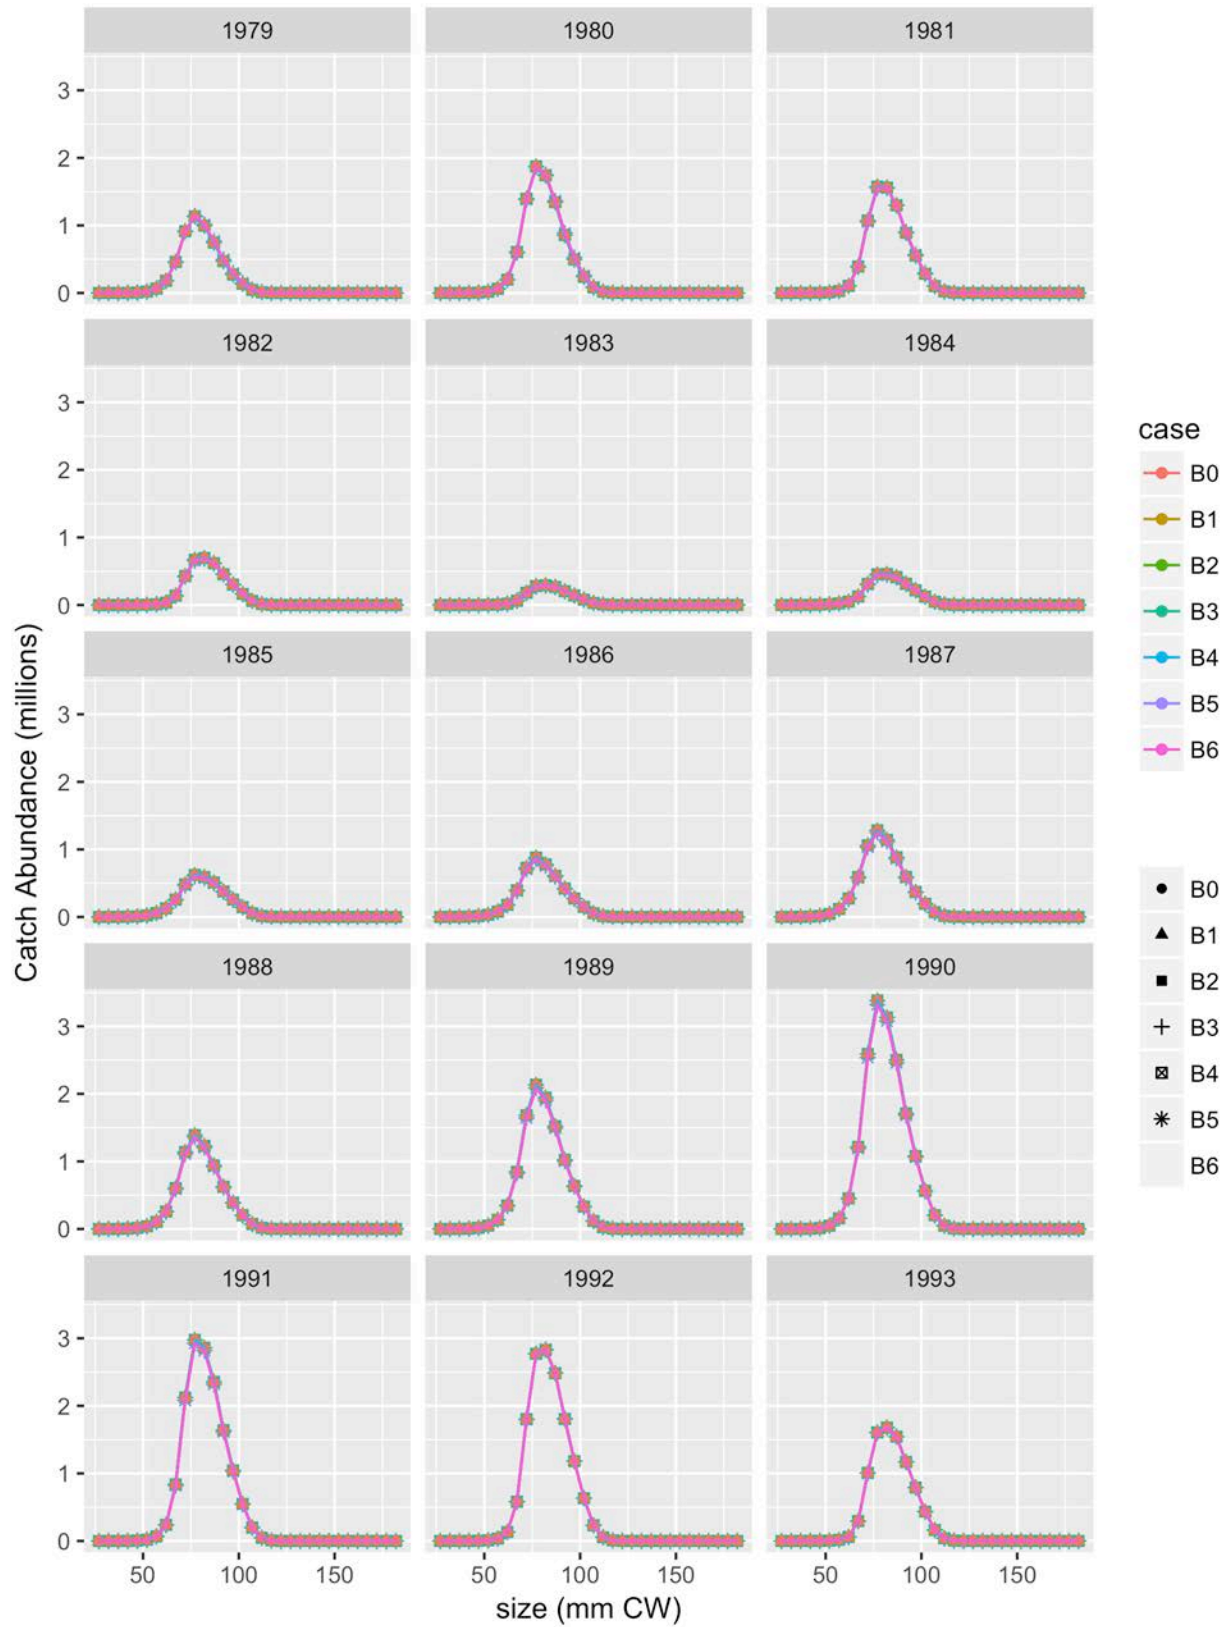 1979 1980 1981
3
2
1
0
1982 1983 1984
3
2
1
0
1985 1986 1987
3
2
1
0
1988 1989 1990
3
2
1
0
1991 1992 1993
3
2
1
0
50 100 150 50 100 150 50 100 150
size (mm CW)
Catch Abundance (millions)
case
B0
B1
B2
B3
B4
B5
B6
B0
B1
B2
B3
B4
B5
B6